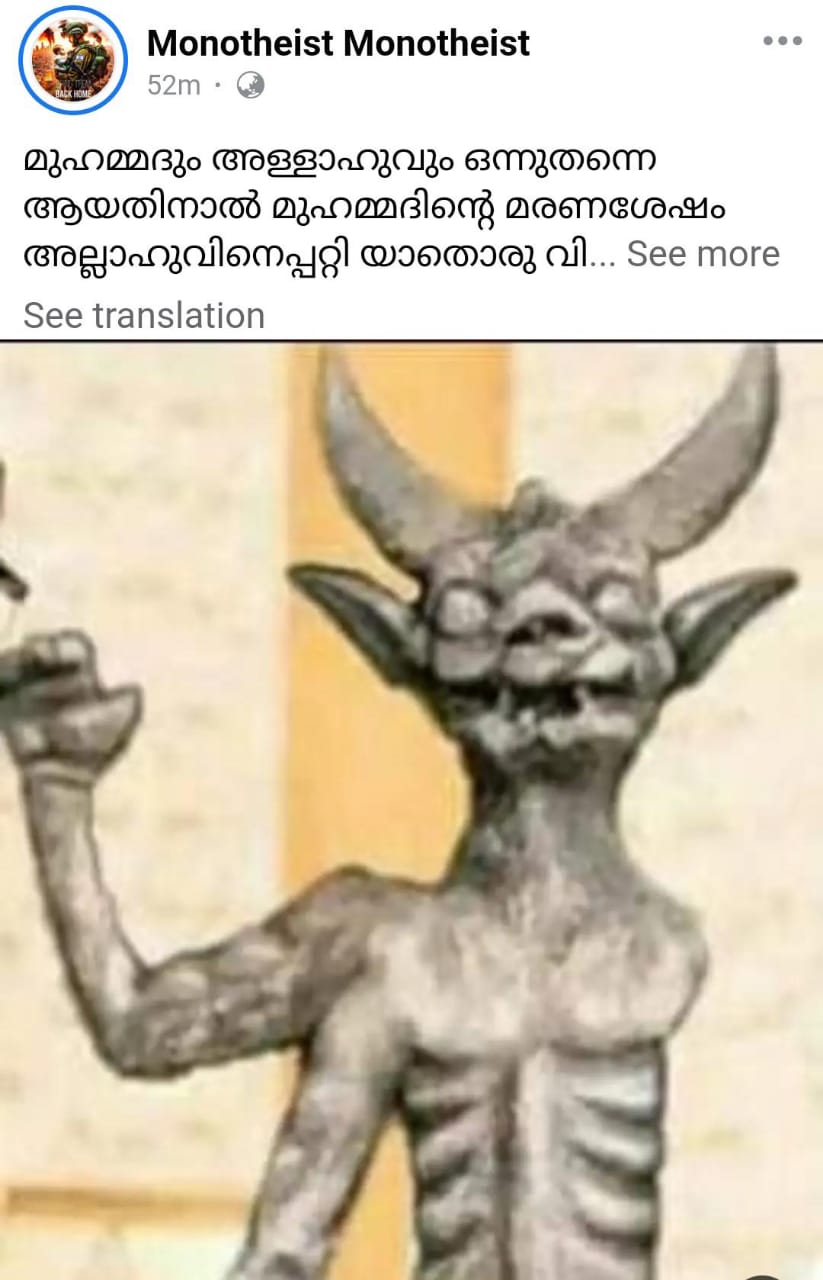 Monotheist Monotheist
52m ·
BACK HOME
മുഹമ്മദും അള്ളാഹുവും ഒന്നുതന്നെ
ആയതിനാൽ മുഹമ്മദിന്റെ മരണശേഷം
അല്ലാഹുവിനെപ്പറ്റി യാതൊരു വി... See more
See translation